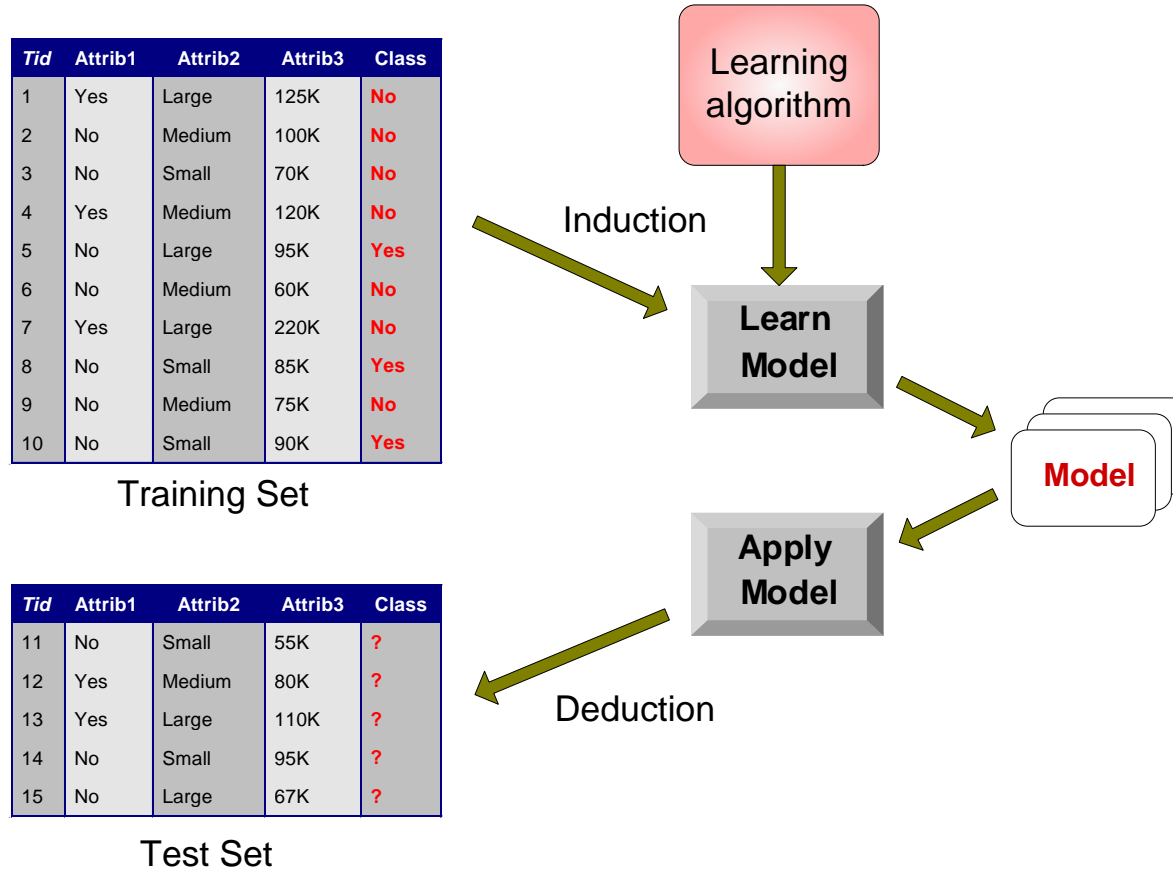 Tid Attrib1 Attrib2 Attrib3 Class
1 Yes Large 125K No
2 No Medium 100K No
3 No Small 70K No
4 Yes Medium 120K No
5 No Large 95K Yes
6 No Medium 60K No
7 Yes Large 220K No
8 No Small 85K Yes
9 No Medium 75K No
10 No Small 90K Yes
Training Set
Learning
algorithm
Induction
Learn
Model
Model
Apply
Model
Deduction
Tid Attrib1 Attrib2 Attrib3 Class
11 No Small 55K ?
12 Yes Medium 80K ?
13 Yes Large 110K ?
14 No Small 95K ?
15 No Large 67K ?
Test Set